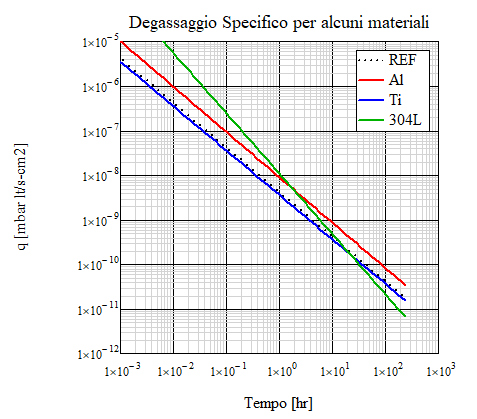 Degassaggio Specifico per alcuni materiali
1×10⁻⁵
1×10⁻⁶
1×10⁻⁷
1×10⁻⁸
1×10⁻⁹
1×10⁻¹⁰
1×10⁻¹¹
1×10⁻¹²
q [mbar lt/s-cm2]
REF
Al
Ti
304L
1×10⁻³ 1×10⁻² 1×10⁻¹ 1×10⁰ 1×10¹ 1×10² 1×10³
Tempo [hr]